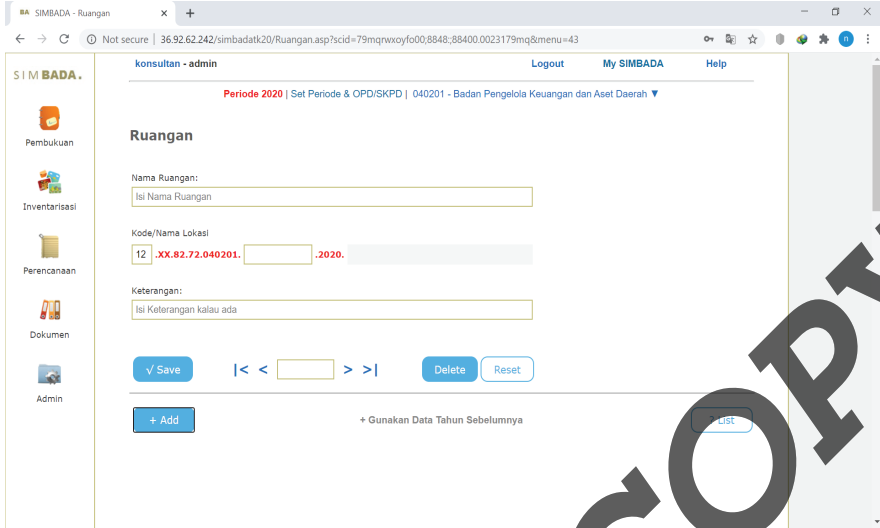 BA SIMBADA - Ruangan
Not secure | 36.92.62.242/simbadatk20/Ruangan.asp?scid=79mqrwxoyfo00;8848:;88400.0023179mq&menu=43
n
SIMBADA.
konsultan - admin Logout My SIMBADA Help
Periode 2020 | Set Periode & OPD/SKPD | 040201 - Badan Pengelola Keuangan dan Aset Daerah ▼
Pembukuan
Inventarisasi
Perencanaan
Dokumen
Admin
Ruangan
Nama Ruangan:
Isi Nama Ruangan
Kode/Nama Lokasi
12 .XX.82.72.040201. .2020.
Keterangan:
Isi Keterangan kalau ada
√ Save |< < > >| Delete Reset
+ Add + Gunakan Data Tahun Sebelumnya ? List
COPY